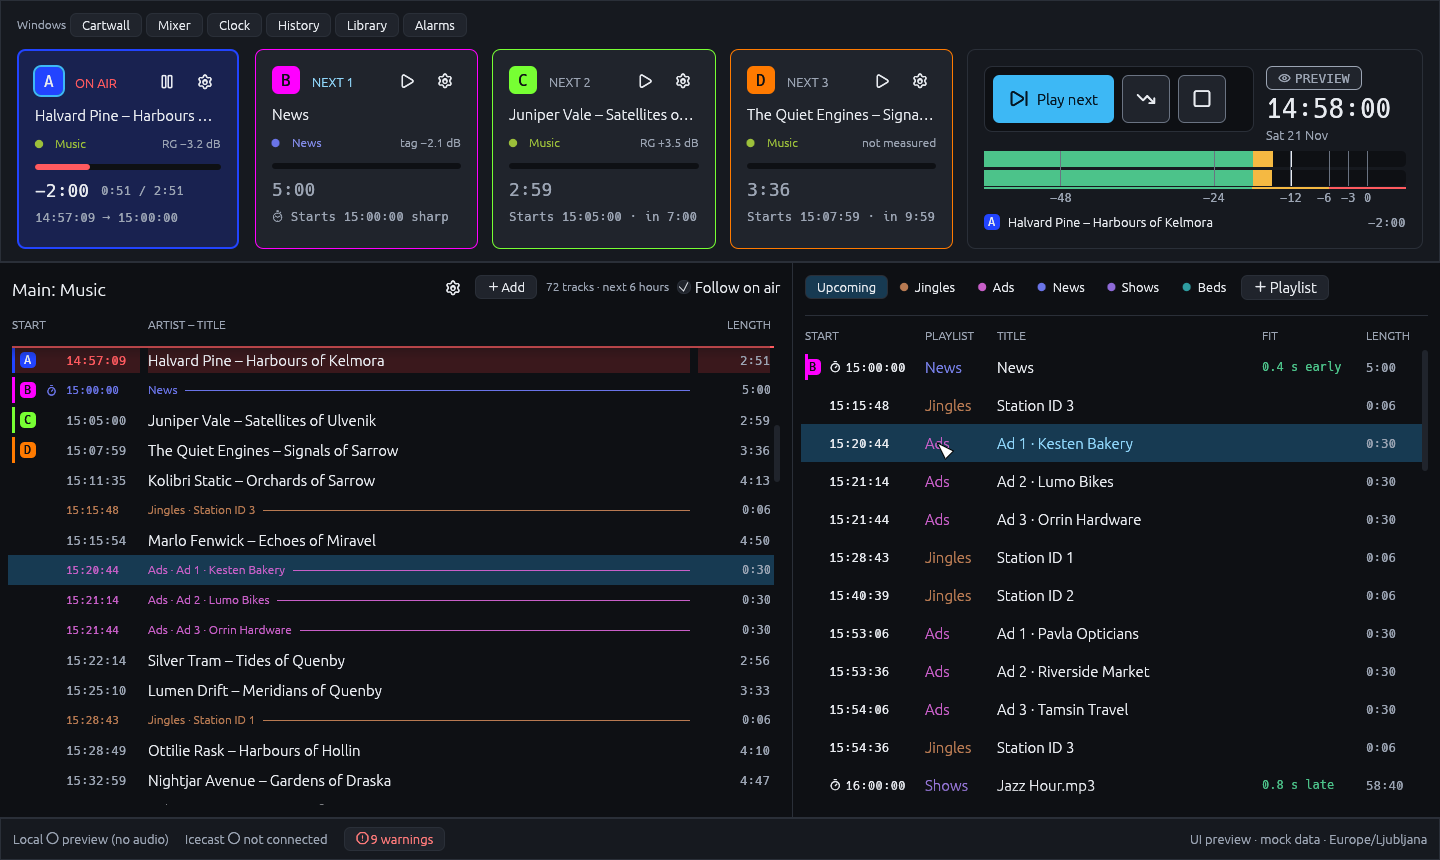 Windows Cartwall Mixer Clock History Library Alarms
A ON AIR
Halvard Pine – Harbours ...
Music RG −3.2 dB
−2:00 0:51 / 2:51
14:57:09 → 15:00:00
B NEXT 1
News
News tag −2.1 dB
5:00
Starts 15:00:00 sharp
C NEXT 2
Juniper Vale – Satellites o...
Music RG +3.5 dB
2:59
Starts 15:05:00 · in 7:00
D NEXT 3
The Quiet Engines – Signa...
Music not measured
3:36
Starts 15:07:59 · in 9:59
Play next
PREVIEW
14:58:00
Sat 21 Nov
−48 −24 −12 −6 −3 0
A Halvard Pine – Harbours of Kelmora −2:00
Main: Music + Add 72 tracks · next 6 hours Follow on air
START ARTIST – TITLE LENGTH
A 14:57:09 Halvard Pine – Harbours of Kelmora 2:51
B 15:00:00 News 5:00
C 15:05:00 Juniper Vale – Satellites of Ulvenik 2:59
D 15:07:59 The Quiet Engines – Signals of Sarrow 3:36
15:11:35 Kolibri Static – Orchards of Sarrow 4:13
15:15:48 Jingles · Station ID 3 0:06
15:15:54 Marlo Fenwick – Echoes of Miravel 4:50
15:20:44 Ads · Ad 1 · Kesten Bakery 0:30
15:21:14 Ads · Ad 2 · Lumo Bikes 0:30
15:21:44 Ads · Ad 3 · Orrin Hardware 0:30
15:22:14 Silver Tram – Tides of Quenby 2:56
15:25:10 Lumen Drift – Meridians of Quenby 3:33
15:28:43 Jingles · Station ID 1 0:06
15:28:49 Ottilie Rask – Harbours of Hollin 4:10
15:32:59 Nightjar Avenue – Gardens of Draska 4:47
Upcoming Jingles Ads News Shows Beds + Playlist
START PLAYLIST TITLE FIT LENGTH
B 15:00:00 News News 0.4 s early 5:00
15:15:48 Jingles Station ID 3 0:06
15:20:44 Ads Ad 1 · Kesten Bakery 0:30
15:21:14 Ads Ad 2 · Lumo Bikes 0:30
15:21:44 Ads Ad 3 · Orrin Hardware 0:30
15:28:43 Jingles Station ID 1 0:06
15:40:39 Jingles Station ID 2 0:06
15:53:06 Ads Ad 1 · Pavla Opticians 0:30
15:53:36 Ads Ad 2 · Riverside Market 0:30
15:54:06 Ads Ad 3 · Tamsin Travel 0:30
15:54:36 Jingles Station ID 3 0:06
16:00:00 Shows Jazz Hour.mp3 0.8 s late 58:40
Local preview (no audio) Icecast not connected 9 warnings UI preview · mock data · Europe/Ljubljana